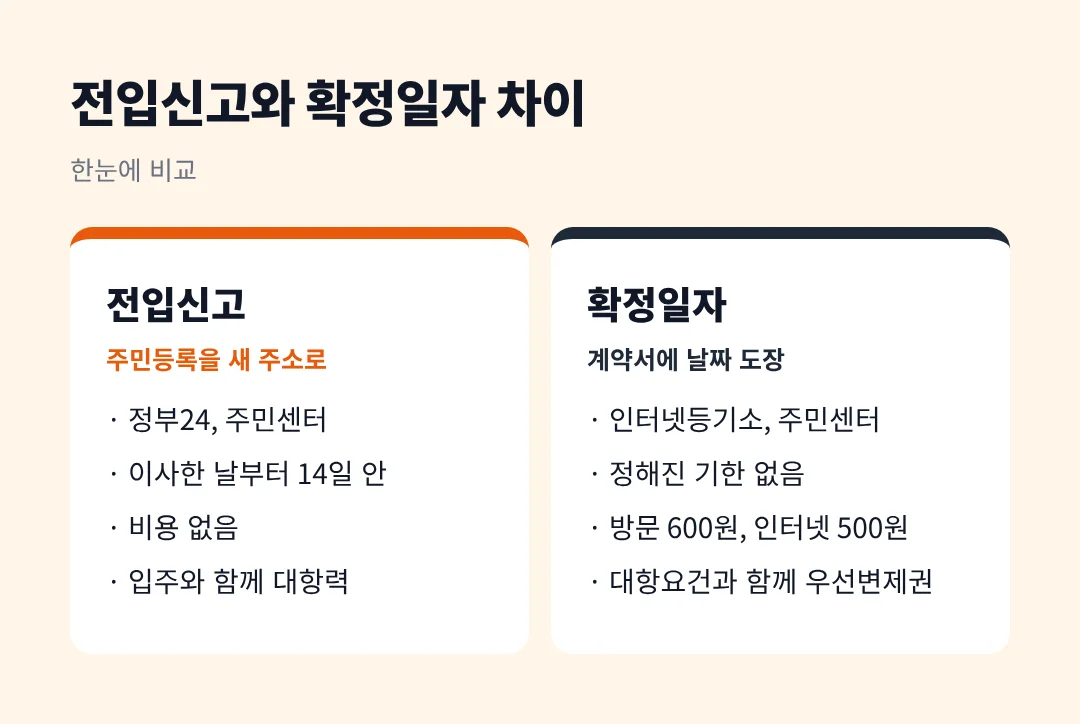 전입신고와 확정일자 차이
한눈에 비교
전입신고
주민등록을 새 주소로
· 정부24, 주민센터
· 이사한 날부터 14일 안
· 비용 없음
· 입주와 함께 대항력
확정일자
계약서에 날짜 도장
· 인터넷등기소, 주민센터
· 정해진 기한 없음
· 방문 600원, 인터넷 500원
· 대항요건과 함께 우선변제권